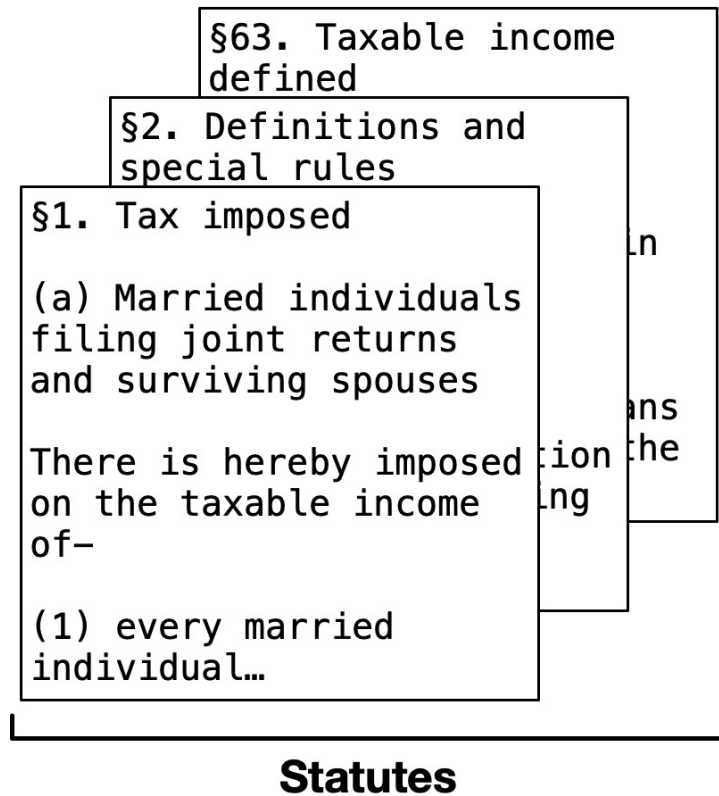 §63. Taxable income
defined
§2. Definitions and
special rules
§1. Tax imposed
(a) Married individuals
filing joint returns
and surviving spouses
There is hereby imposed
on the taxable income
of—
(1) every married
individual…
Statutes